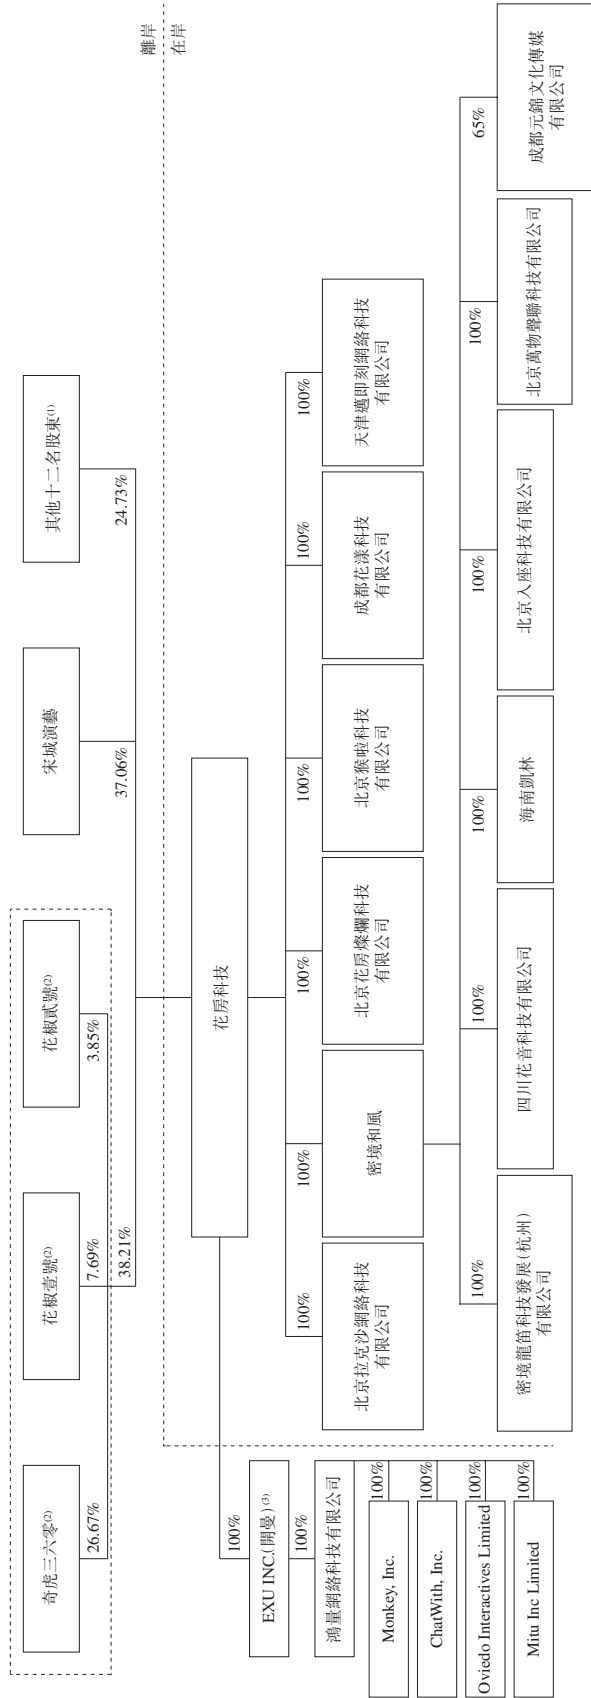 奇虎三六零(2)
花椒壹號(2)
花椒貳號(2)
宋城演藝
其他十二名股東(1)
26.67%
7.69%
3.85%
38.21%
37.06%
24.73%
離岸
在岸
花房科技
100%
100%
100%
100%
100%
100%
100%
EXU INC.(開曼)(3)
北京拉克沙網絡科技
有限公司
密境和風
北京花房燦爛科技
有限公司
北京猴啦科技
有限公司
成都花漾科技
有限公司
天津邁即刻網絡科技
有限公司
100%
鴻量網絡科技有限公司
100%
Monkey, Inc.
100%
ChatWith, Inc.
100%
Oviedo Interactives Limited
100%
Mitu Inc Limited
100%
100%
100%
100%
100%
65%
密境龍笛科技發展(杭州)
有限公司
四川花音科技有限公司
海南凱林
北京入座科技有限公司
北京萬物聲聯科技有限公司
成都元錦文化傳媒
有限公司